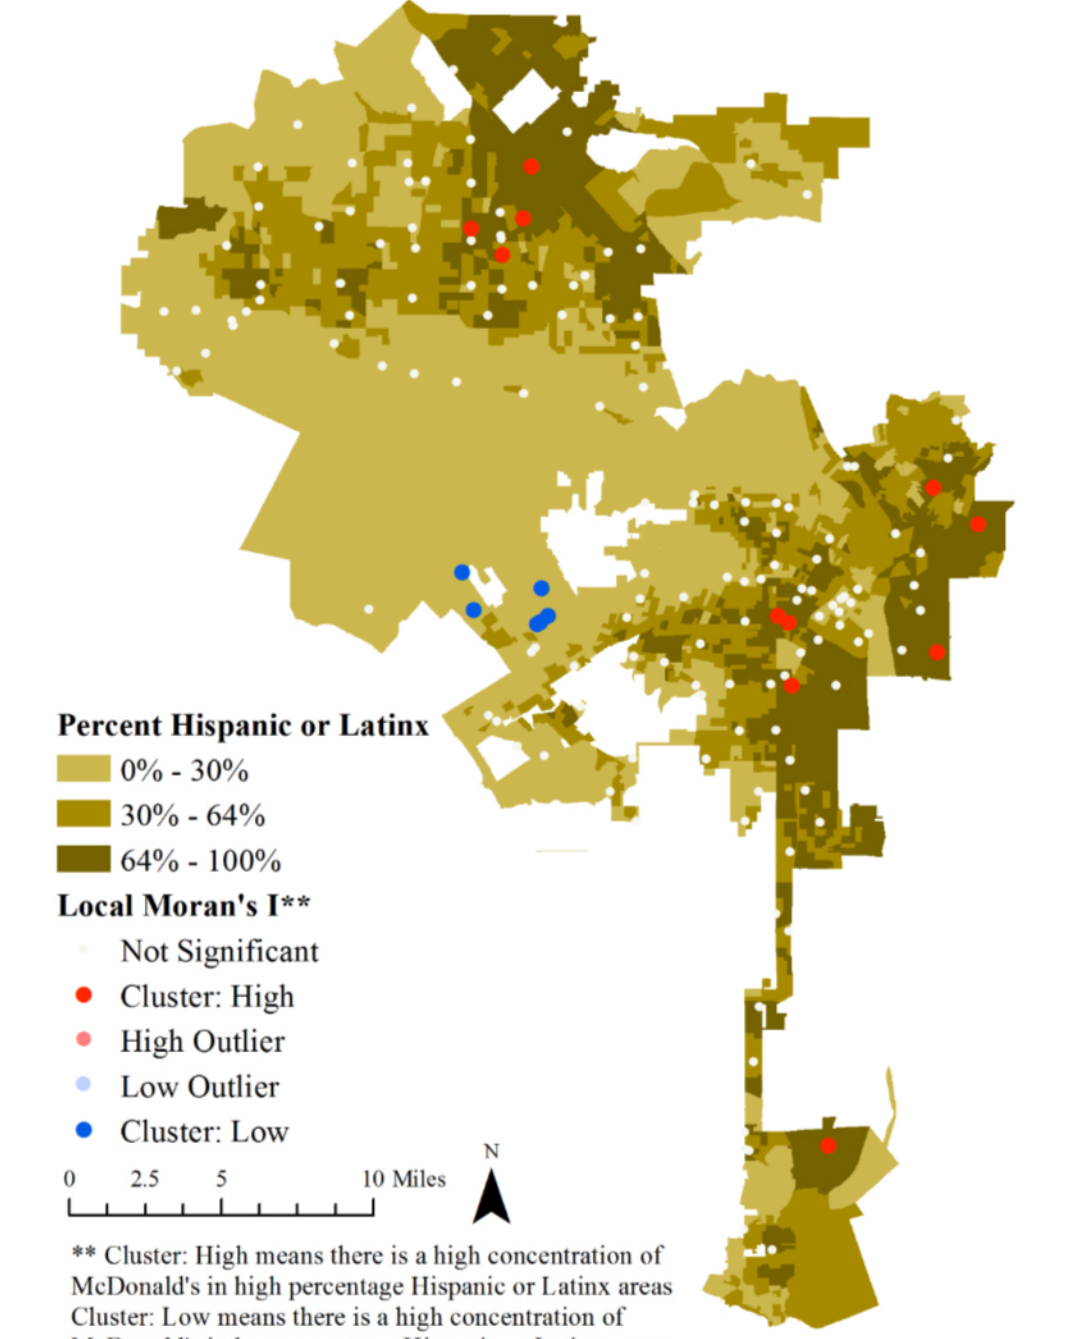 Percent Hispanic or Latinx
0% - 30%
30% - 64%
64% - 100%
Local Moran's I**
Not Significant
Cluster: High
High Outlier
Low Outlier
Cluster: Low
N
0 2.5 5 10 Miles
** Cluster: High means there is a high concentration of
McDonald's in high percentage Hispanic or Latinx areas
Cluster: Low means there is a high concentration of